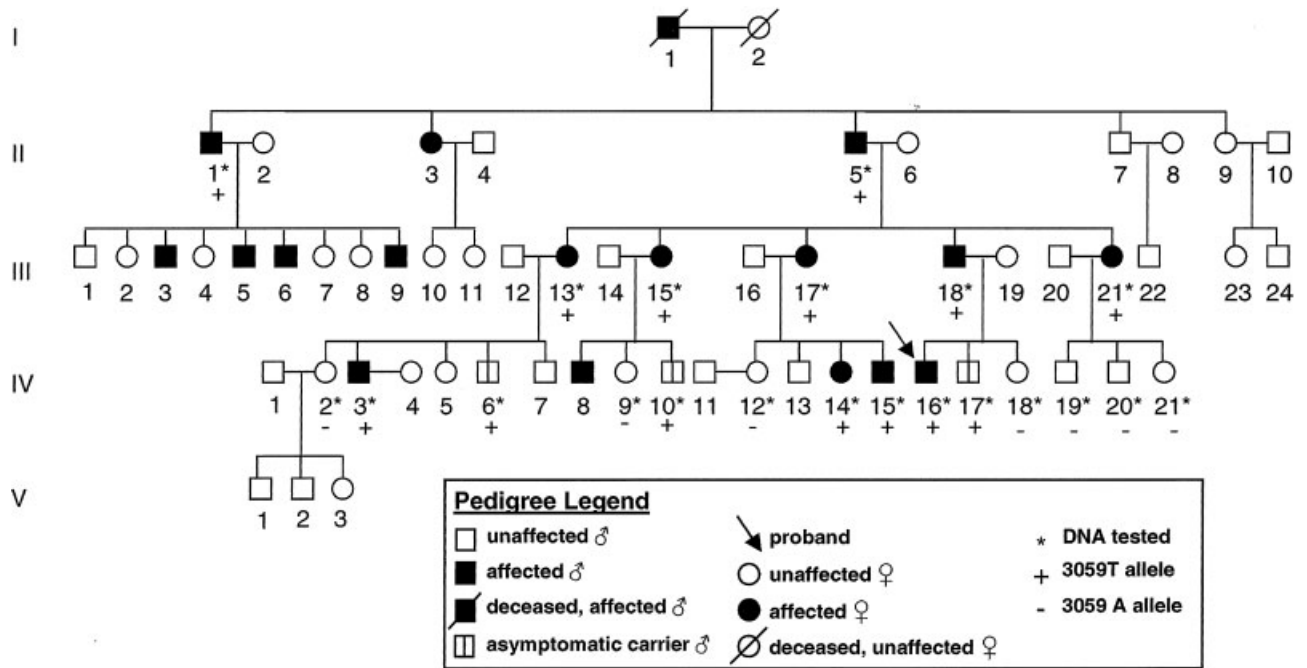 I
1 2
II
1* 2 3 4 5* 6 7 8 9 10
+ +
III
1 2 3 4 5 6 7 8 9 10 11 12 13* 14 15* 16 17* 18* 19 20 21* 22 23 24
+ + + + +
IV
1 2* 3* 4 5 6* 7 8 9* 10* 11 12* 13 14* 15* 16* 17* 18* 19* 20* 21*
- + + - + - + + + + - - - -
V
1 2 3
Pedigree Legend
unaffected ♂ proband * DNA tested
affected ♂ unaffected ♀ + 3059T allele
deceased, affected ♂ affected ♀ - 3059 A allele
asymptomatic carrier ♂ deceased, unaffected ♀